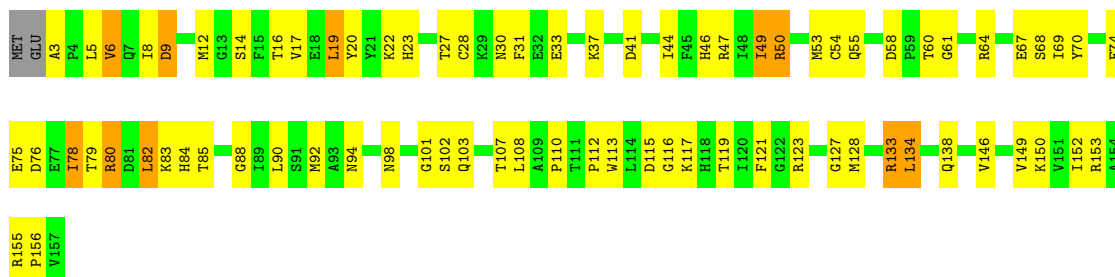 MET GLU A3 P4 L5 V6 Q7 I8 D9 M12 G13 S14 F15 T16 V17 E18 L19 Y20 Y21 K22 H23 T27 C28 K29 N30 F31 E32 E33 K37 D41 I44 F45 H46 R47 I48 I49 R50 M53 C54 Q55 D58 P59 T60 G61 R64 E67 S68 I69 Y70 E74
E75 D76 E77 I78 T79 R80 D81 L82 K83 H84 T85 G88 I89 L90 S91 M92 A93 N94 N98 G101 S102 Q103 T107 L108 A109 P110 T111 P112 W113 L114 D115 G116 K117 H118 T119 I120 F121 G122 R123 G127 M128 R133 L134 Q138 V146 V149 K150 V151 I152 R153 A154
R155 P156 V157